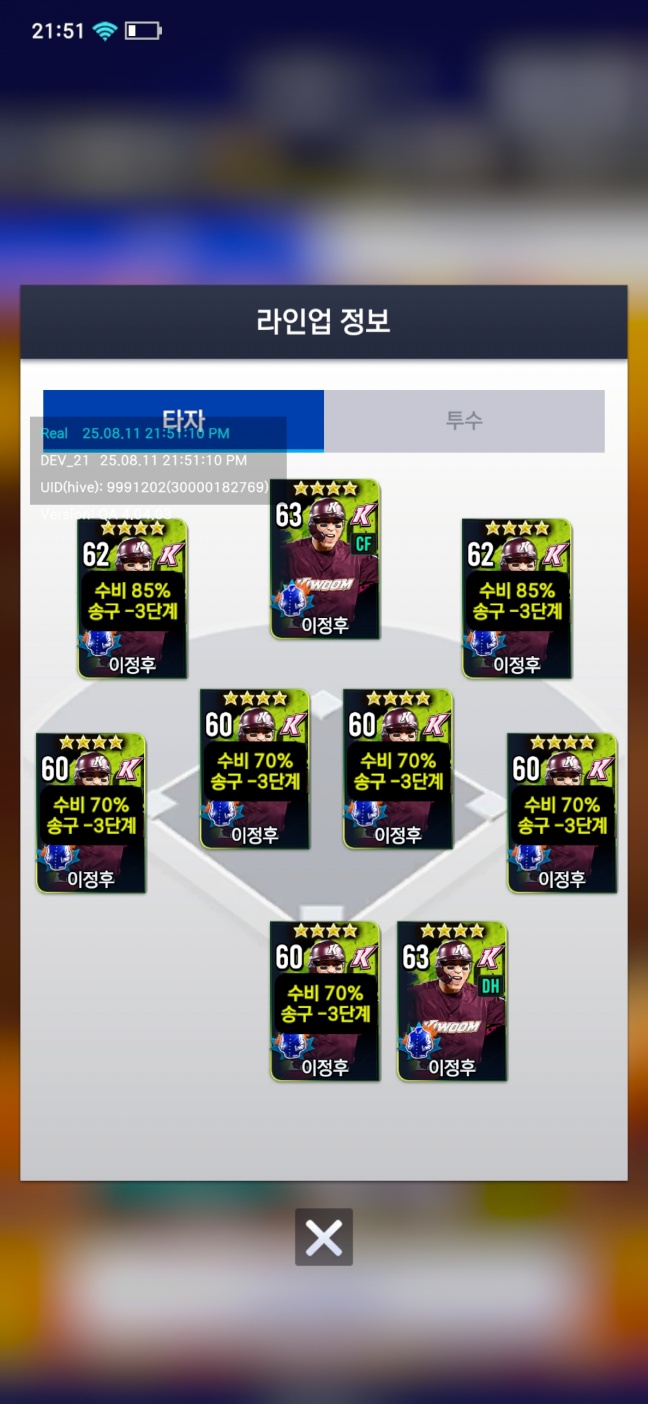 21:51
라인업 정보
타자
투수
Real 25.08.11 21:51:10 PM
DEV_21 25.08.11 21:51:10 PM
UID(hive): 9991202(30000182769)
63
K
CF
KIWOOM
이정후
62
K
수비 85%
송구 -3단계
이정후
62
K
수비 85%
송구 -3단계
이정후
60
K
수비 70%
송구 -3단계
이정후
60
K
수비 70%
송구 -3단계
이정후
60
K
수비 70%
송구 -3단계
이정후
60
K
수비 70%
송구 -3단계
이정후
60
K
수비 70%
송구 -3단계
이정후
63
K
DH
KIWOOM
이정후